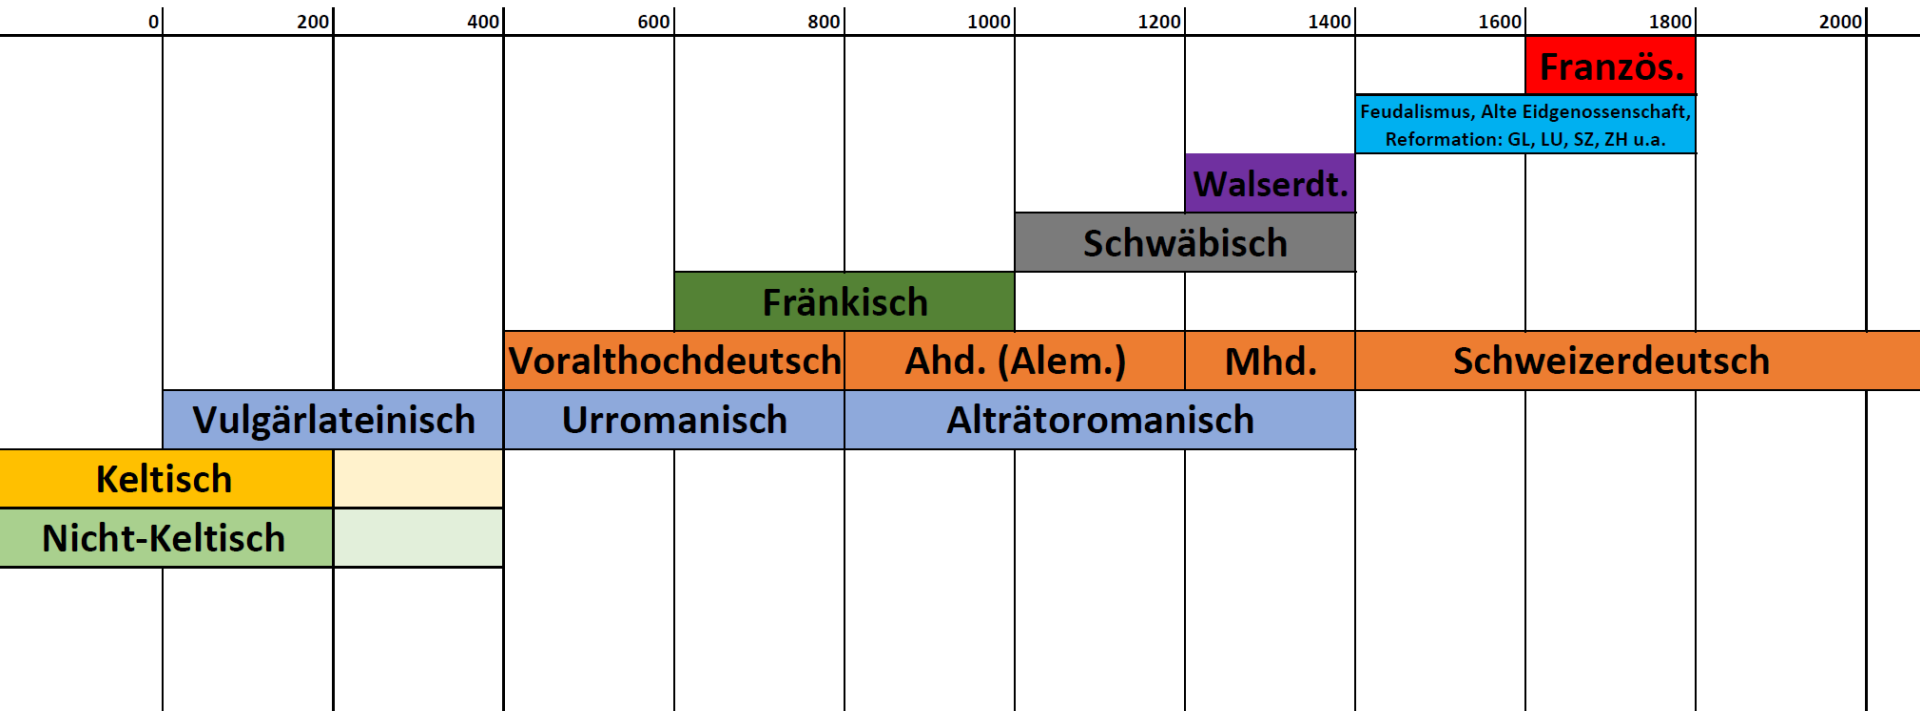 0 200 400 600 800 1000 1200 1400 1600 1800 2000
Französ.
Feudalismus, Alte Eidgenossenschaft,
Reformation: GL, LU, SZ, ZH u.a.
Walserdt.
Schwäbisch
Fränkisch
Voralthochdeutsch Ahd. (Alem.) Mhd. Schweizerdeutsch
Vulgärlateinisch Urromanisch Alträtoromanisch
Keltisch
Nicht-Keltisch